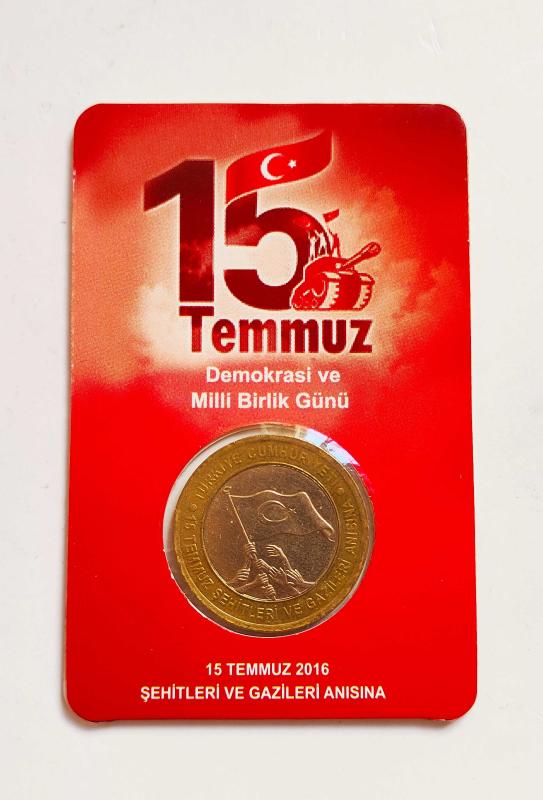 15
Temmuz
Demokrasi ve
Milli Birlik Günü
TÜRKİYE CUMHURİYETİ
15 TEMMUZ ŞEHİTLERİ VE GAZİLERİ ANISINA
15 TEMMUZ 2016
ŞEHİTLERİ VE GAZİLERİ ANISINA